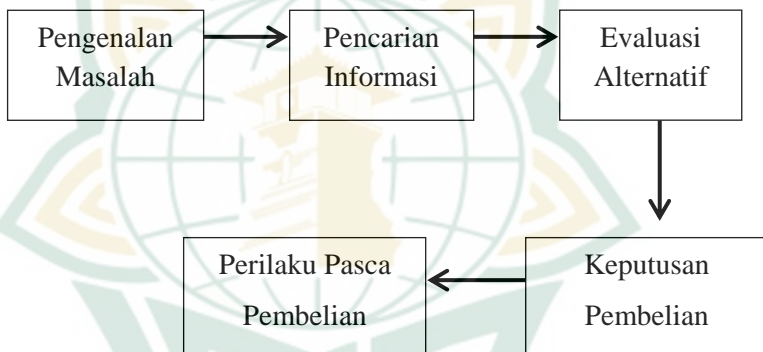 Pengenalan
Masalah
Pencarian
Informasi
Evaluasi
Alternatif
Keputusan
Pembelian
Perilaku Pasca
Pembelian